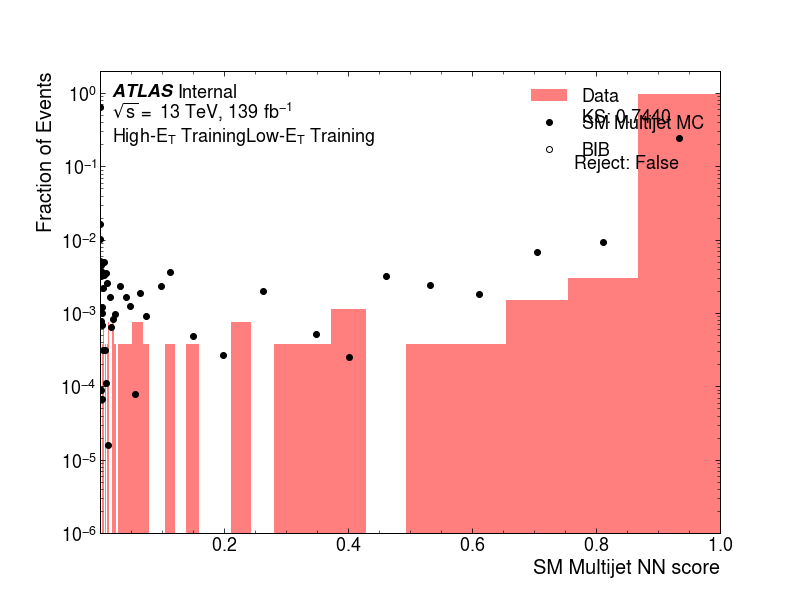 ATLAS Internal
√s = 13 TeV, 139 fb⁻¹
High-E_T TrainingLow-E_T Training
Data
KS: 0.7440
SM Multijet MC
BIB
Reject: False
Fraction of Events
10⁰
10⁻¹
10⁻²
10⁻³
10⁻⁴
10⁻⁵
10⁻⁶
0.2 0.4 0.6 0.8 1.0
SM Multijet NN score